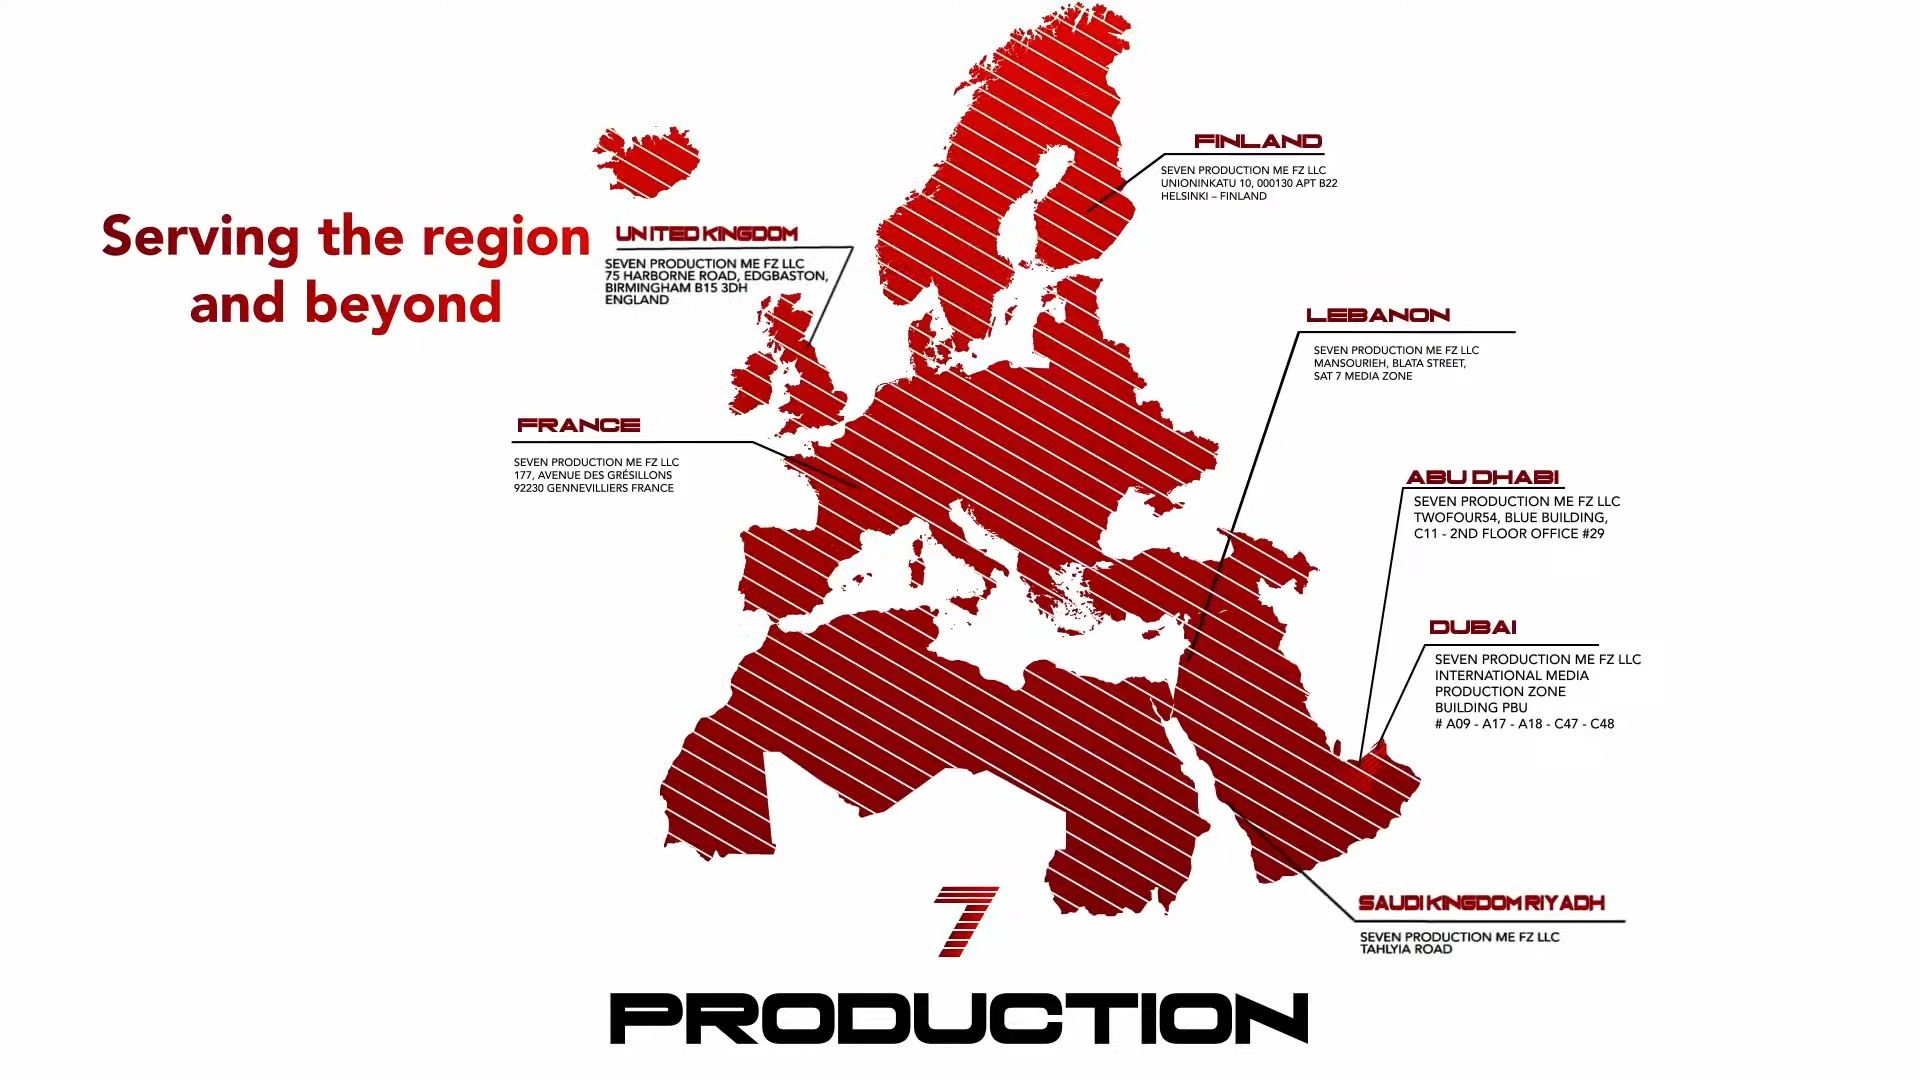 Serving the region
and beyond
FINLAND
SEVEN PRODUCTION ME FZ LLC
UNIONINKATU 10, 000130 APT B22
HELSINKI – FINLAND
UNITED KINGDOM
SEVEN PRODUCTION ME FZ LLC
75 HARBORNE ROAD, EDGBASTON,
BIRMINGHAM B15 3DH
ENGLAND
LEBANON
SEVEN PRODUCTION ME FZ LLC
MANSOURIEH, BLATA STREET,
SAT 7 MEDIA ZONE
FRANCE
SEVEN PRODUCTION ME FZ LLC
177, AVENUE DES GRÉSILLONS
92230 GENNEVILLIERS FRANCE
ABU DHABI
SEVEN PRODUCTION ME FZ LLC
TWOFOUR54, BLUE BUILDING,
C11 - 2ND FLOOR OFFICE #29
DUBAI
SEVEN PRODUCTION ME FZ LLC
INTERNATIONAL MEDIA
PRODUCTION ZONE
BUILDING PBU
# A09 - A17 - A18 - C47 - C48
SAUDI KINGDOM RIYADH
SEVEN PRODUCTION ME FZ LLC
TAHLYIA ROAD
7
PRODUCTION